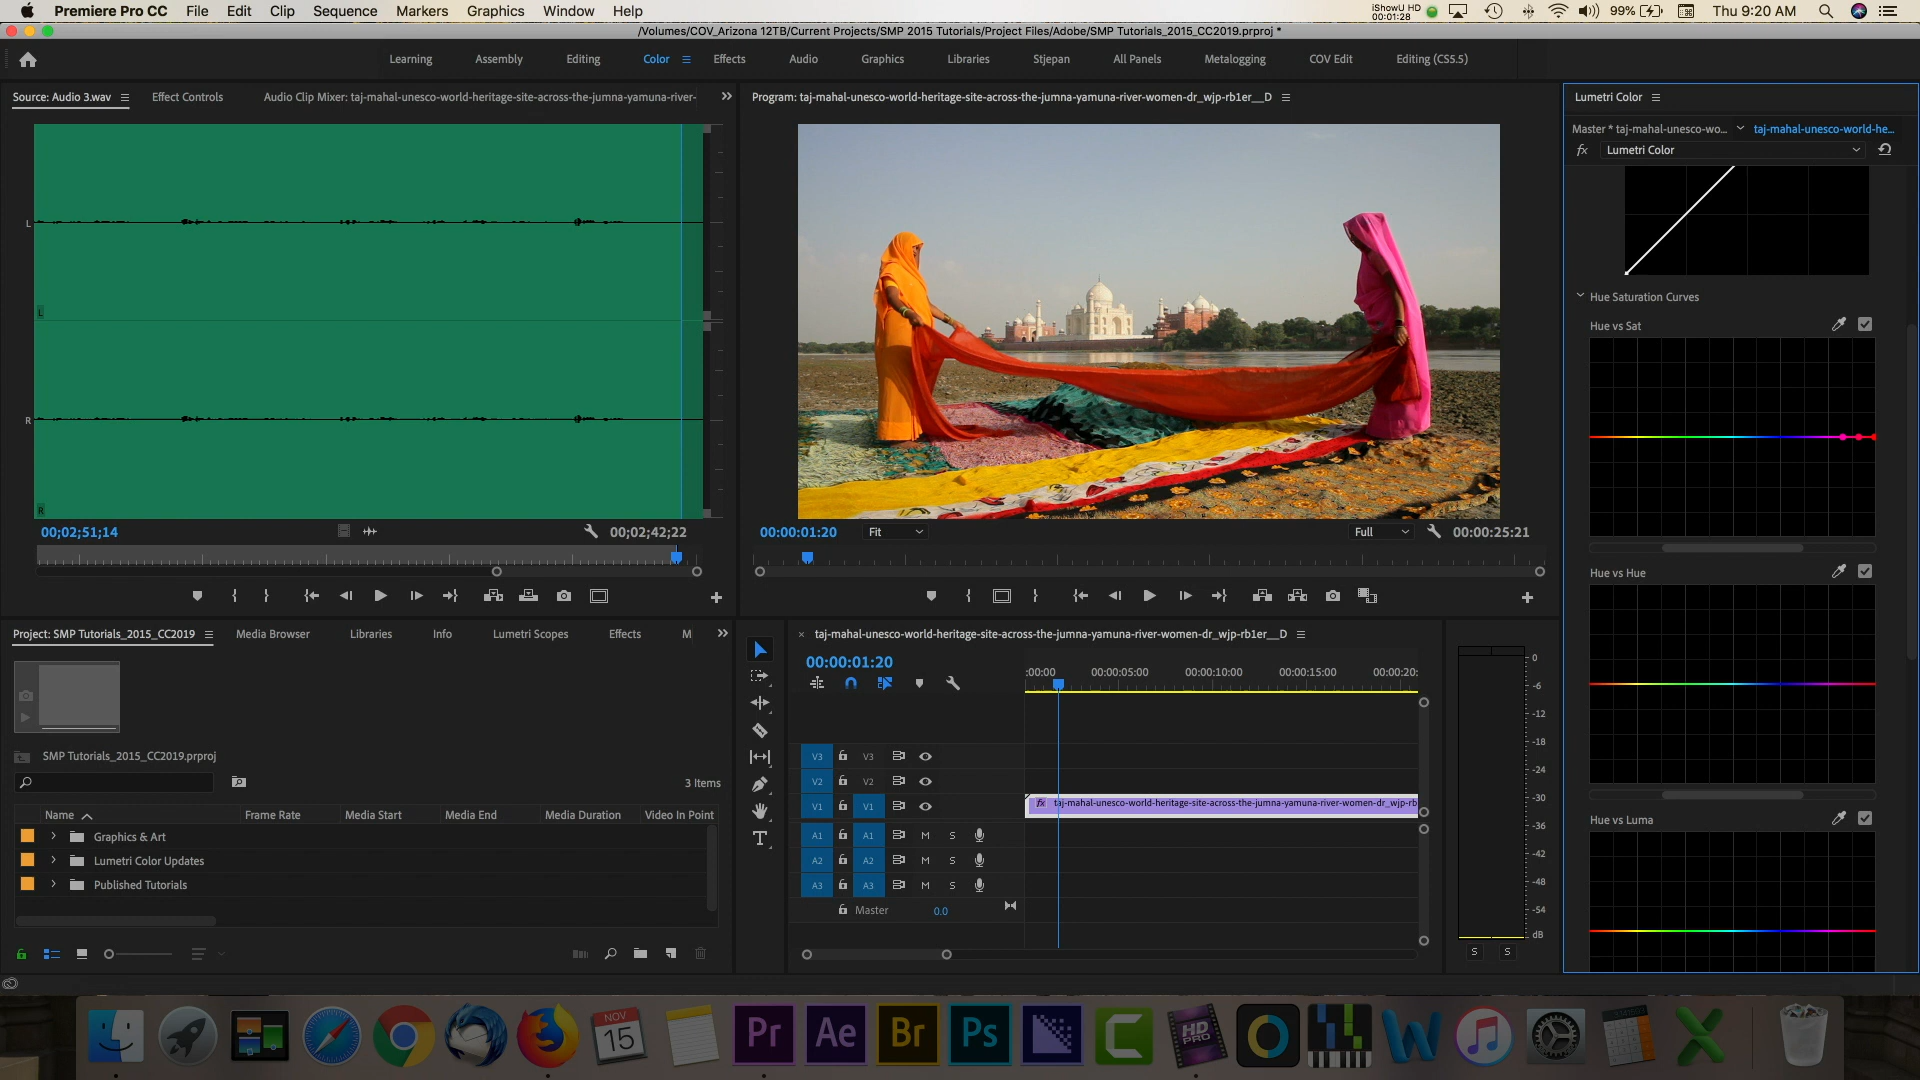 Premiere Pro CC File Edit Clip Sequence Markers Graphics Window Help
iShowU HD
00:01:28
99%
Thu 9:20 AM
/Volumes/COV_Arizona 12TB/Current Projects/SMP 2015 Tutorials/Project Files/Adobe/SMP Tutorials_2015_CC2019.prproj *
Learning Assembly Editing Color Effects Audio Graphics Libraries Stjepan All Panels Metalogging COV Edit Editing (CS5.5)
Source: Audio 3.wav Effect Controls Audio Clip Mixer: taj-mahal-unesco-world-heritage-site-across-the-jumna-yamuna-river-
L
L
R
R
00;02;51;14 00;02;42;22
Program: taj-mahal-unesco-world-heritage-site-across-the-jumna-yamuna-river-women-dr_wjp-rb1er__D
00:00:01:20 Fit Full 00:00:25:21
Lumetri Color
Master * taj-mahal-unesco-wo... taj-mahal-unesco-world-he...
fx Lumetri Color
Hue Saturation Curves
Hue vs Sat
Hue vs Hue
Hue vs Luma
Project: SMP Tutorials_2015_CC2019 Media Browser Libraries Info Lumetri Scopes Effects M
SMP Tutorials_2015_CC2019.prproj
3 Items
Name Frame Rate Media Start Media End Media Duration Video In Point
Graphics & Art
Lumetri Color Updates
Published Tutorials
× taj-mahal-unesco-world-heritage-site-across-the-jumna-yamuna-river-women-dr_wjp-rb1er__D
00:00:01:20
:00:00 00:00:05:00 00:00:10:00 00:00:15:00 00:00:20:
V3 V3
V2 V2
V1 V1 fx taj-mahal-unesco-world-heritage-site-across-the-jumna-yamuna-river-women-dr_wjp-rb
A1 A1 M S
A2 A2 M S
A3 A3 M S
Master 0.0
T
0
-6
-12
-18
-24
-30
-36
-42
-48
-54
dB
S S
NOV
15
Pr Ae Br Ps C
HD
PRO
W X